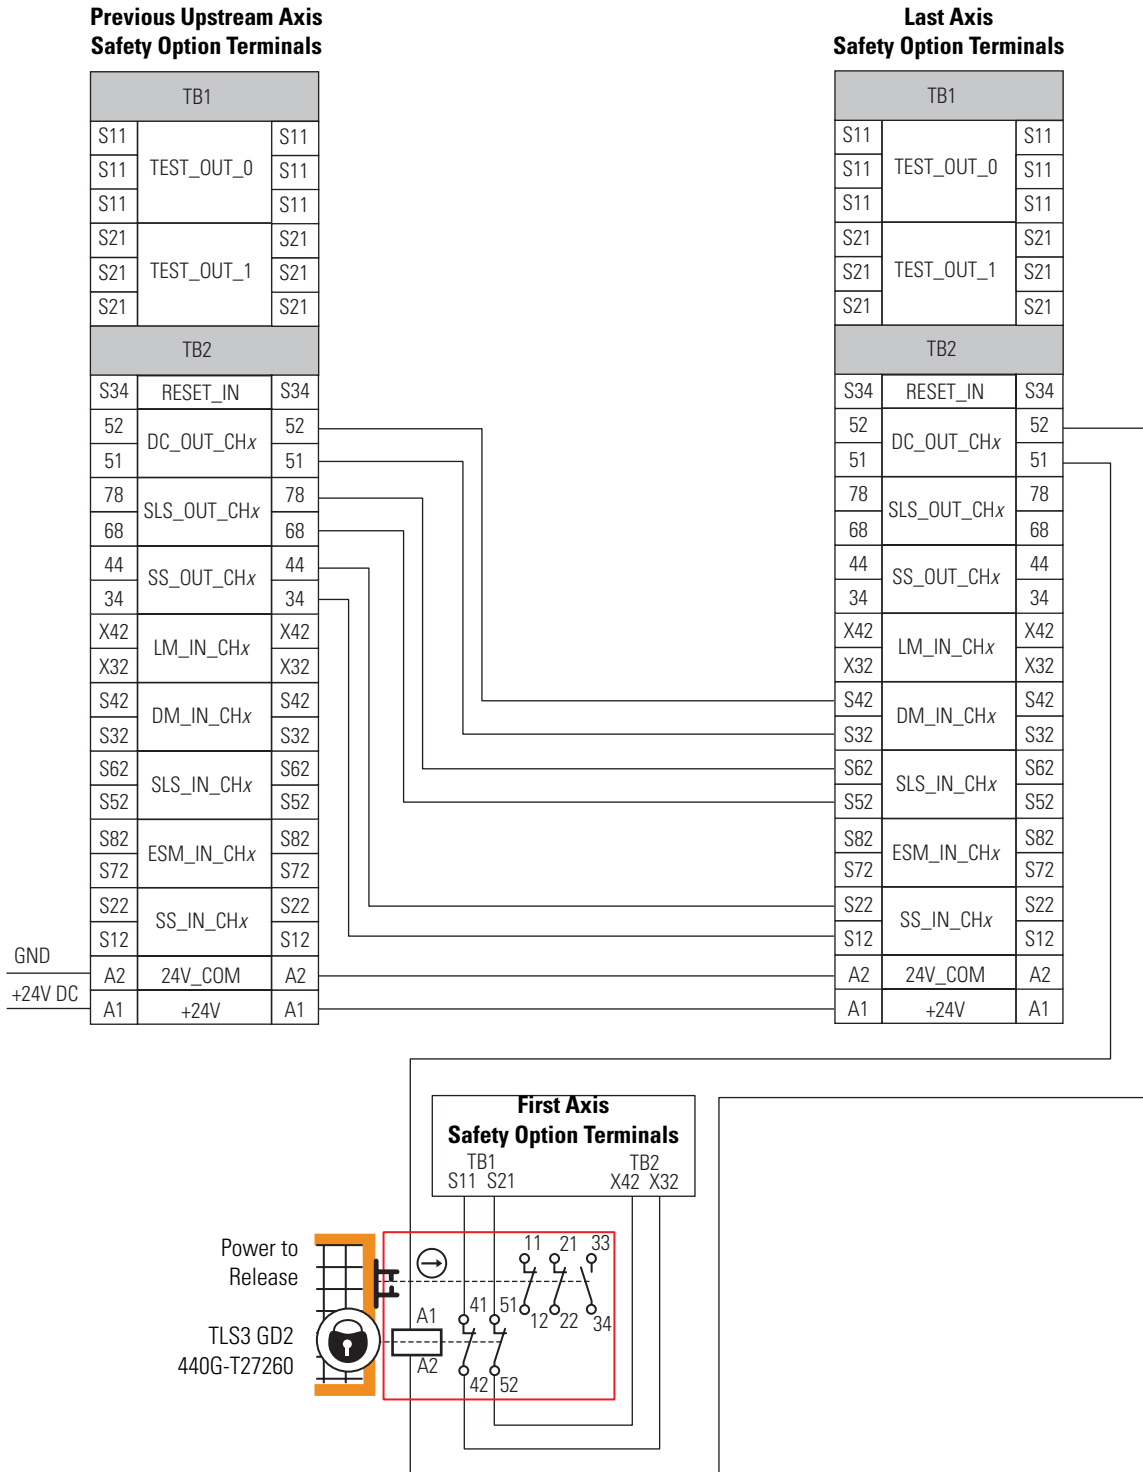 Previous Upstream Axis
Safety Option Terminals
TB1
S11 TEST_OUT_0 S11
S11 S11
S11 S11
S21 TEST_OUT_1 S21
S21 S21
S21 S21
TB2
S34 RESET_IN S34
52 DC_OUT_CHx 52
51 51
78 SLS_OUT_CHx 78
68 68
44 SS_OUT_CHx 44
34 34
X42 LM_IN_CHx X42
X32 X32
S42 DM_IN_CHx S42
S32 S32
S62 SLS_IN_CHx S62
S52 S52
S82 ESM_IN_CHx S82
S72 S72
S22 SS_IN_CHx S22
S12 S12
GND
A2 24V_COM A2
+24V DC
A1 +24V A1
Last Axis
Safety Option Terminals
TB1
S11 TEST_OUT_0 S11
S11 S11
S11 S11
S21 TEST_OUT_1 S21
S21 S21
S21 S21
TB2
S34 RESET_IN S34
52 DC_OUT_CHx 52
51 51
78 SLS_OUT_CHx 78
68 68
44 SS_OUT_CHx 44
34 34
X42 LM_IN_CHx X42
X32 X32
S42 DM_IN_CHx S42
S32 S32
S62 SLS_IN_CHx S62
S52 S52
S82 ESM_IN_CHx S82
S72 S72
S22 SS_IN_CHx S22
S12 S12
A2 24V_COM A2
A1 +24V A1
First Axis
Safety Option Terminals
TB1 TB2
S11 S21 X42 X32
Power to
Release
11 21 33
12 22 34
TLS3 GD2
440G-T27260
A1 41 51
A2 42 52